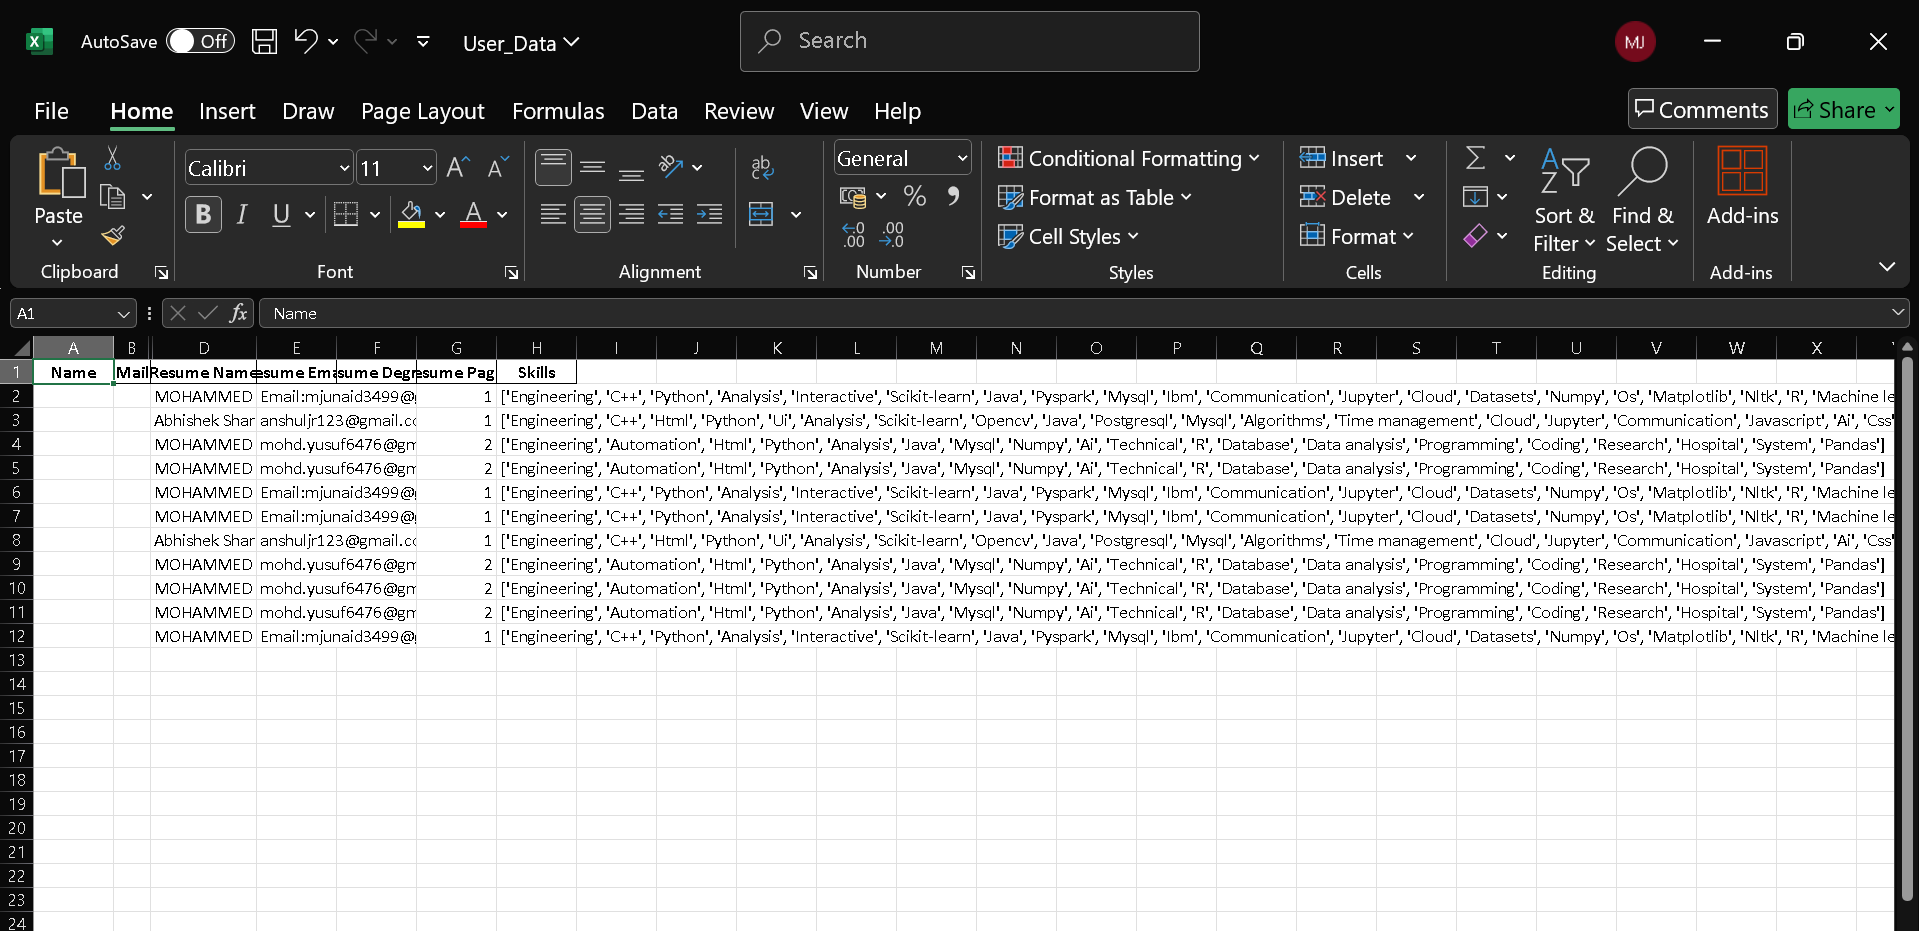 AutoSave Off User_Data Search MJ
File Home Insert Draw Page Layout Formulas Data Review View Help Comments Share
Paste
Clipboard
Calibri 11
B I U A
Font
ab
Alignment
General
% 9
.00 .00
Number
Conditional Formatting
Format as Table
Cell Styles
Styles
Insert
Delete
Format
Cells
Sort &
Filter
Find &
Select
Editing
Add-ins
Add-ins
A1 fx Name
A B D E F G H I J K L M N O P Q R S T U V W X
1 Name Mail Resume Name esume Ema sume Degr esume Pag Skills
2 MOHAMMED Email:mjunaid3499@ 1 ['Engineering', 'C++', 'Python', 'Analysis', 'Interactive', 'Scikit-learn', 'Java', 'Pyspark', 'Mysql', 'Ibm', 'Communication', 'Jupyter', 'Cloud', 'Datasets', 'Numpy', 'Os', 'Matplotlib', 'Nltk', 'R', 'Machine le
3 Abhishek Shar anshuljr123@gmail.co 1 ['Engineering', 'C++', 'Html', 'Python', 'Ui', 'Analysis', 'Scikit-learn', 'Opencv', 'Java', 'Postgresql', 'Mysql', 'Algorithms', 'Time management', 'Cloud', 'Jupyter', 'Communication', 'Javascript', 'Ai', 'Css'
4 MOHAMMED mohd.yusuf6476@gm 2 ['Engineering', 'Automation', 'Html', 'Python', 'Analysis', 'Java', 'Mysql', 'Numpy', 'Ai', 'Technical', 'R', 'Database', 'Data analysis', 'Programming', 'Coding', 'Research', 'Hospital', 'System', 'Pandas']
5 MOHAMMED mohd.yusuf6476@gm 2 ['Engineering', 'Automation', 'Html', 'Python', 'Analysis', 'Java', 'Mysql', 'Numpy', 'Ai', 'Technical', 'R', 'Database', 'Data analysis', 'Programming', 'Coding', 'Research', 'Hospital', 'System', 'Pandas']
6 MOHAMMED Email:mjunaid3499@ 1 ['Engineering', 'C++', 'Python', 'Analysis', 'Interactive', 'Scikit-learn', 'Java', 'Pyspark', 'Mysql', 'Ibm', 'Communication', 'Jupyter', 'Cloud', 'Datasets', 'Numpy', 'Os', 'Matplotlib', 'Nltk', 'R', 'Machine le
7 MOHAMMED Email:mjunaid3499@ 1 ['Engineering', 'C++', 'Python', 'Analysis', 'Interactive', 'Scikit-learn', 'Java', 'Pyspark', 'Mysql', 'Ibm', 'Communication', 'Jupyter', 'Cloud', 'Datasets', 'Numpy', 'Os', 'Matplotlib', 'Nltk', 'R', 'Machine le
8 Abhishek Shar anshuljr123@gmail.co 1 ['Engineering', 'C++', 'Html', 'Python', 'Ui', 'Analysis', 'Scikit-learn', 'Opencv', 'Java', 'Postgresql', 'Mysql', 'Algorithms', 'Time management', 'Cloud', 'Jupyter', 'Communication', 'Javascript', 'Ai', 'Css'
9 MOHAMMED mohd.yusuf6476@gm 2 ['Engineering', 'Automation', 'Html', 'Python', 'Analysis', 'Java', 'Mysql', 'Numpy', 'Ai', 'Technical', 'R', 'Database', 'Data analysis', 'Programming', 'Coding', 'Research', 'Hospital', 'System', 'Pandas']
10 MOHAMMED mohd.yusuf6476@gm 2 ['Engineering', 'Automation', 'Html', 'Python', 'Analysis', 'Java', 'Mysql', 'Numpy', 'Ai', 'Technical', 'R', 'Database', 'Data analysis', 'Programming', 'Coding', 'Research', 'Hospital', 'System', 'Pandas']
11 MOHAMMED mohd.yusuf6476@gm 2 ['Engineering', 'Automation', 'Html', 'Python', 'Analysis', 'Java', 'Mysql', 'Numpy', 'Ai', 'Technical', 'R', 'Database', 'Data analysis', 'Programming', 'Coding', 'Research', 'Hospital', 'System', 'Pandas']
12 MOHAMMED Email:mjunaid3499@ 1 ['Engineering', 'C++', 'Python', 'Analysis', 'Interactive', 'Scikit-learn', 'Java', 'Pyspark', 'Mysql', 'Ibm', 'Communication', 'Jupyter', 'Cloud', 'Datasets', 'Numpy', 'Os', 'Matplotlib', 'Nltk', 'R', 'Machine le
13
14
15
16
17
18
19
20
21
22
23
24